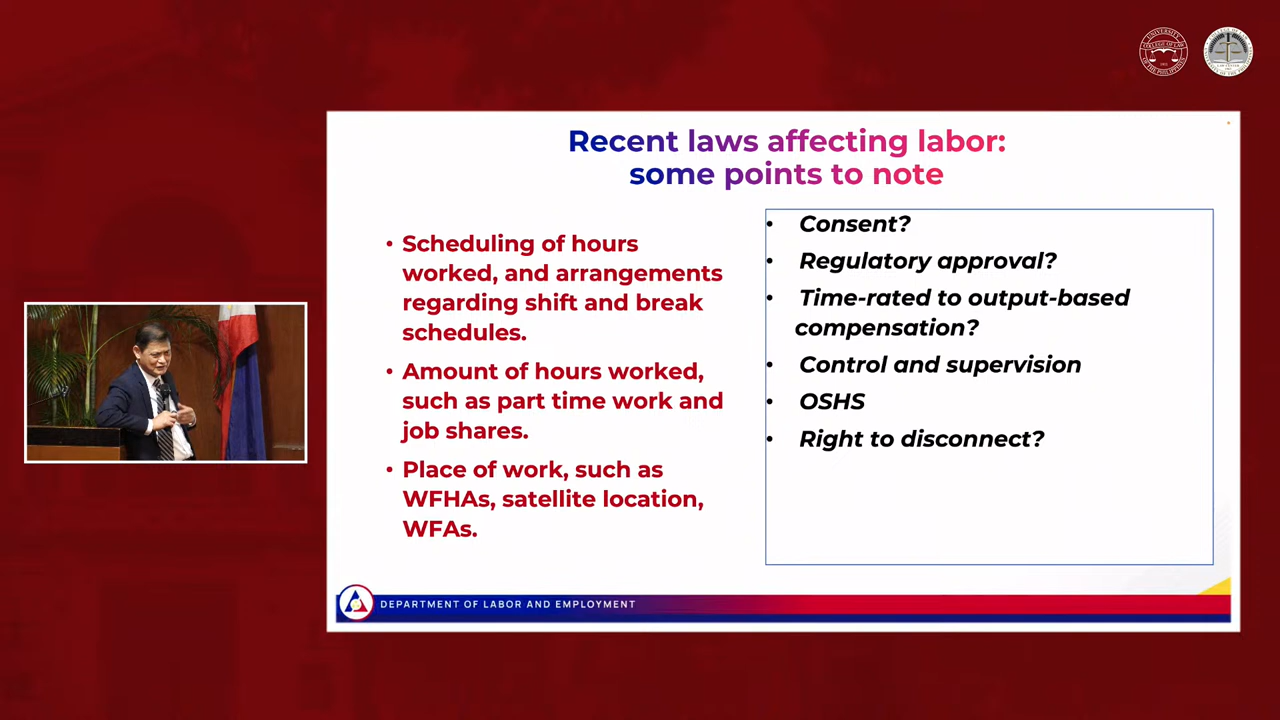 Recent laws affecting labor:
some points to note
• Scheduling of hours
worked, and arrangements
regarding shift and break
schedules.
• Amount of hours worked,
such as part time work and
job shares.
• Place of work, such as
WFHAs, satellite location,
WFAs.
• Consent?
• Regulatory approval?
• Time-rated to output-based
compensation?
• Control and supervision
• OSHS
• Right to disconnect?
DEPARTMENT OF LABOR AND EMPLOYMENT